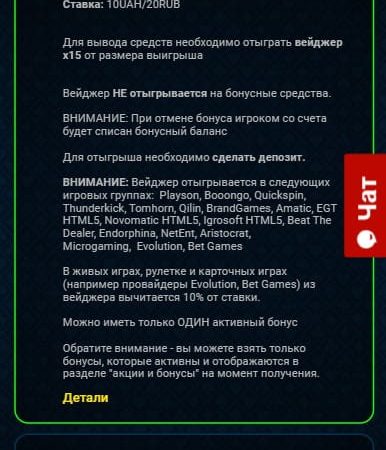 Ставка: 10UAH/20RUB
Для вывода средств необходимо отыграть вейджер
x15 от размера выигрыша
Вейджер НЕ отыгрывается на бонусные средства.
ВНИМАНИЕ: При отмене бонуса игроком со счета
будет списан бонусный баланс
Для отыгрыша необходимо сделать депозит.
ВНИМАНИЕ: Вейджер отыгрывается в следующих
игровых группах:  Playson, Booongo, Quickspin,
Thunderkick, Tomhorn, Qilin, BrandGames, Amatic, EGT
HTML5, Novomatic HTML5, Igrosoft HTML5, Beat The
Dealer, Endorphina, NetEnt, Aristocrat,
Microgaming,  Evolution, Bet Games
В живых играх, рулетке и карточных играх
(например провайдеры Evolution, Bet Games) из
вейджера вычитается 10% от ставки.
Можно иметь только ОДИН активный бонус
Обратите внимание - вы можете взять только
бонусы, которые активны и отображаются в
разделе "акции и бонусы" на момент получения.
Детали
Чат